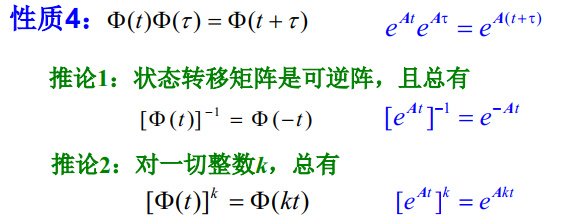 性质4：Φ(t)Φ(τ) = Φ(t + τ) e^{At}e^{Aτ} = e^{A(t+τ)}
推论1：状态转移矩阵是可逆阵，且总有
[Φ(t)]^{-1} = Φ(-t) [e^{At}]^{-1} = e^{-At}
推论2：对一切整数k，总有
[Φ(t)]^k = Φ(kt) [e^{At}]^k = e^{Akt}